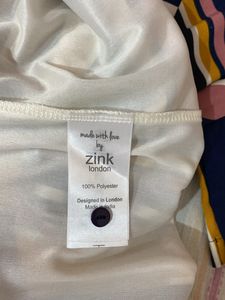 made with love
by
zink
london
100% Polyester
Designed in London
Made in India